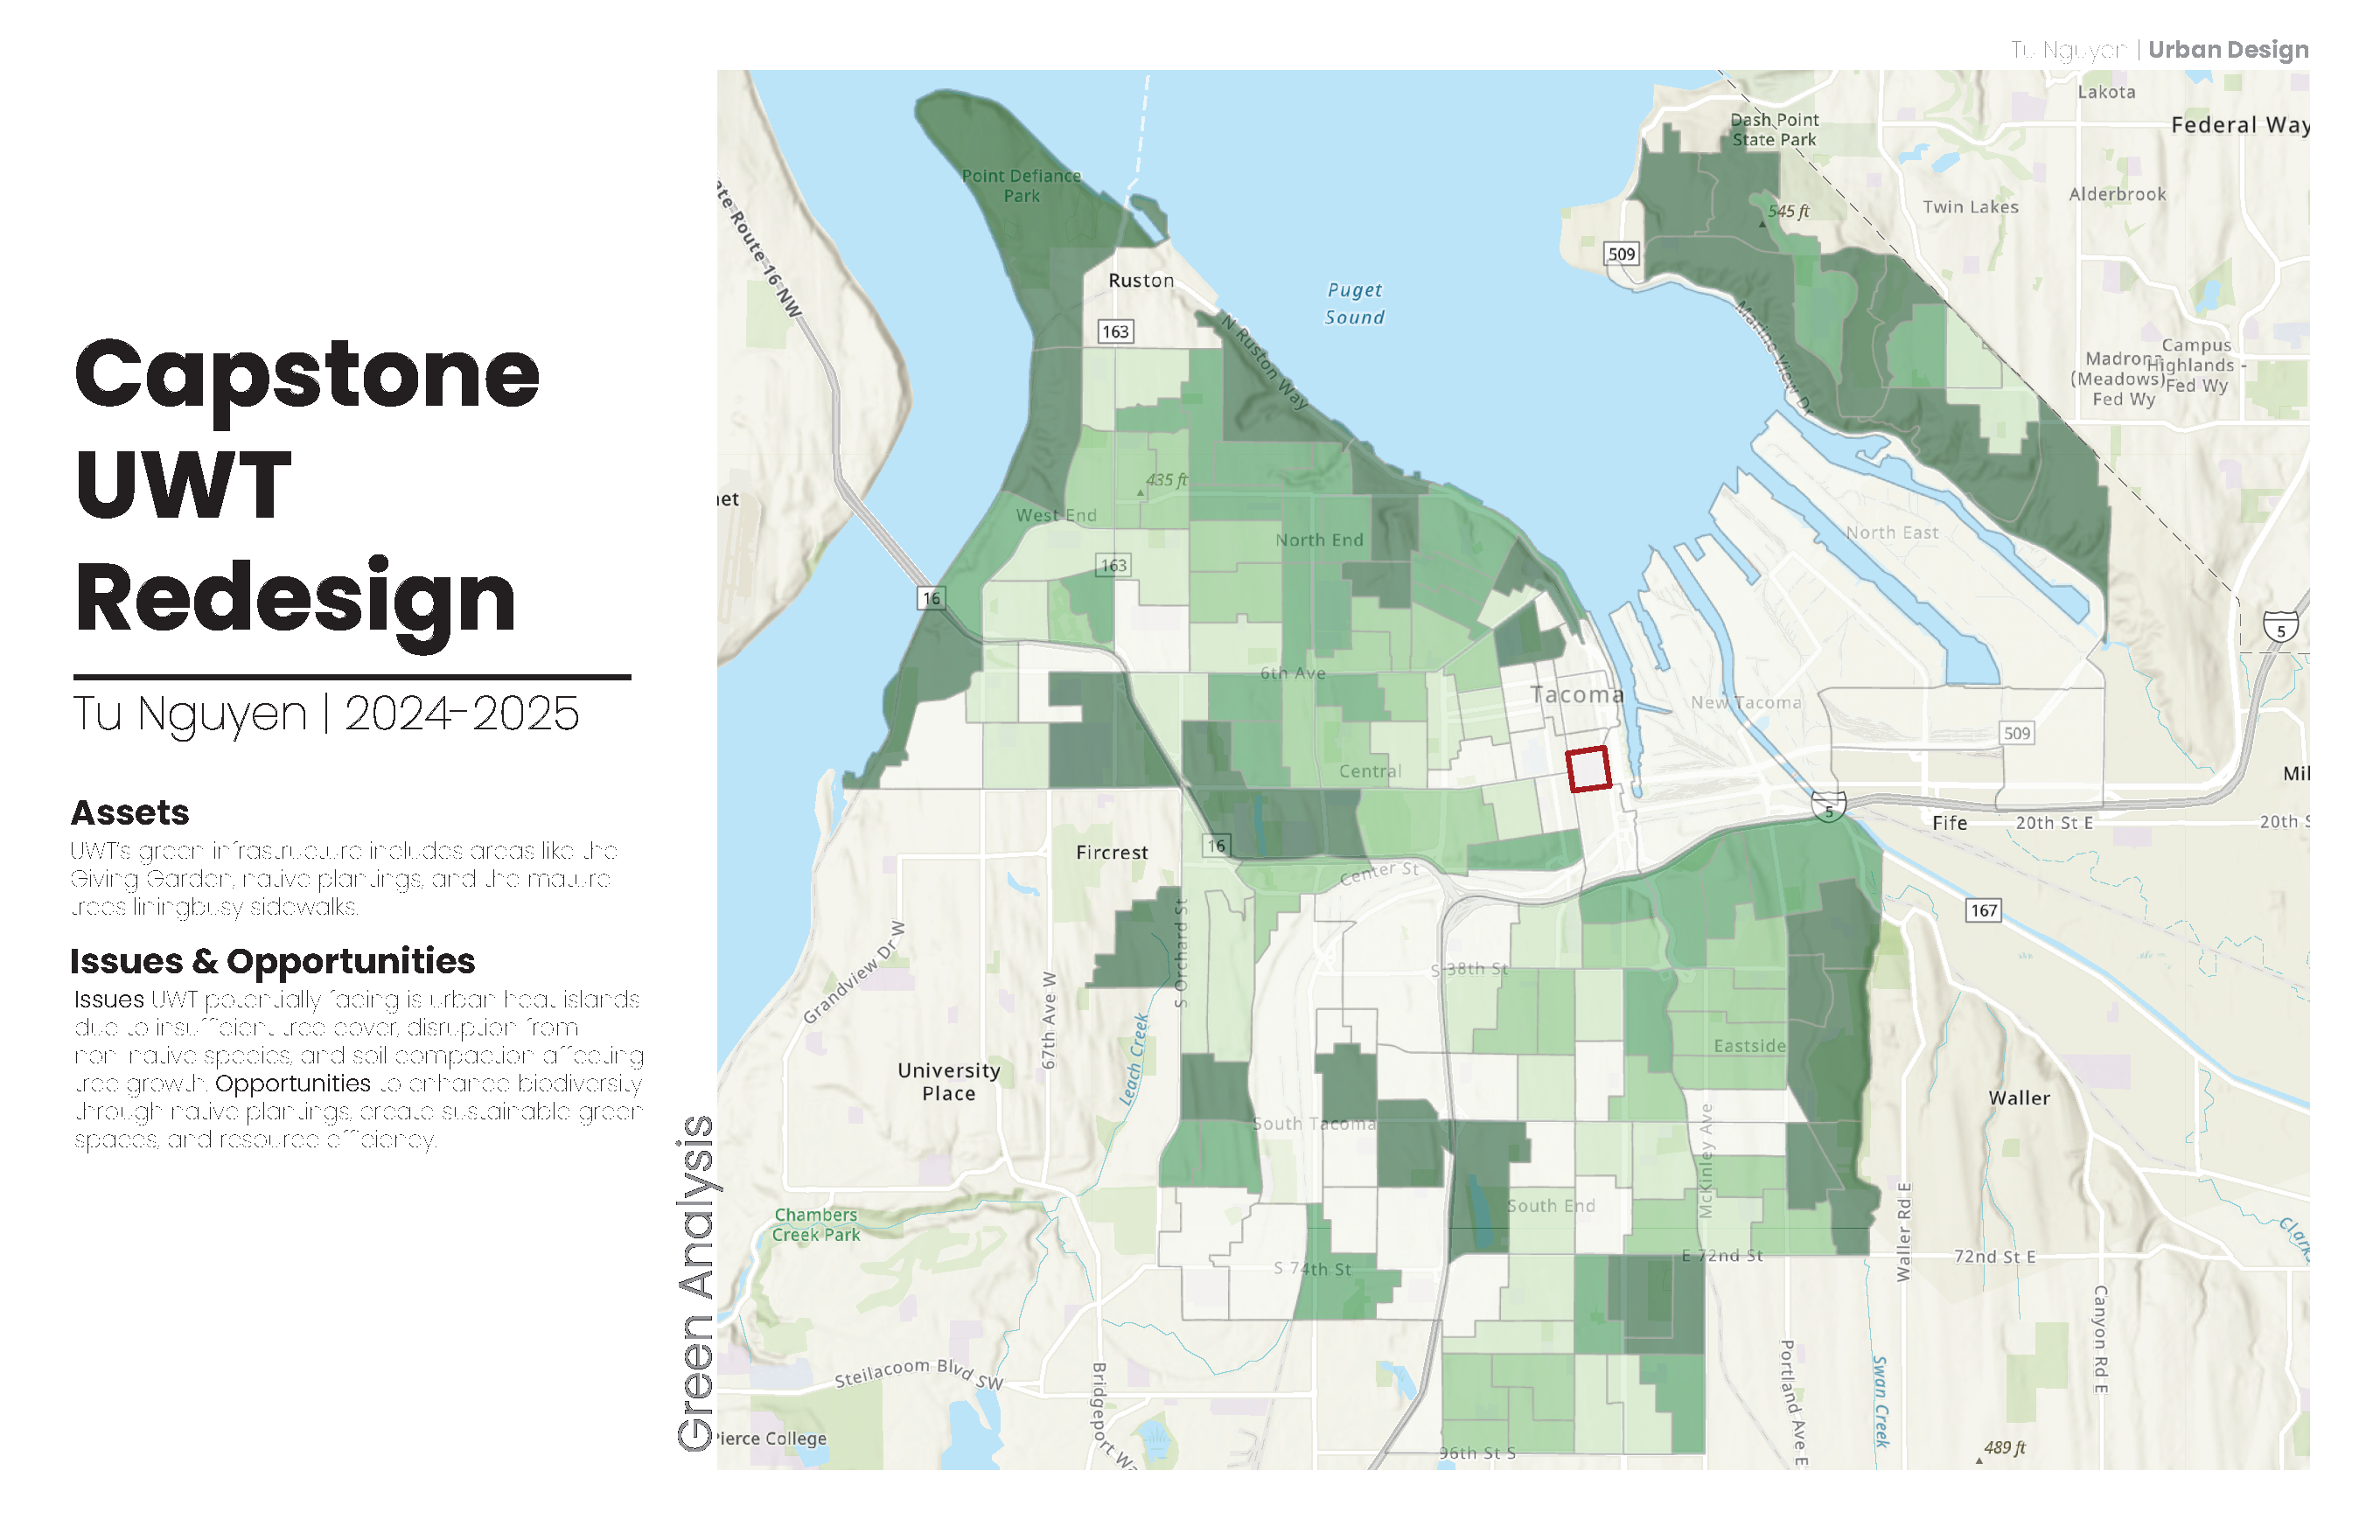 Tu Nguyen | Urban Design
Capstone
UWT
Redesign
Tu Nguyen | 2024-2025
Assets
UWT's green infrastructure includes areas like the
Giving Garden, native plantings, and the mature
trees liningbusy sidewalks.
Issues & Opportunities
Issues UWT potentially facing is urban heat islands
due to insufficient tree cover, disruption from
non-native species, and soil compaction affecting
tree growth. Opportunities to enhance biodiversity
through native plantings, create sustainable green
spaces, and resource efficiency.
Green Analysis
Lakota
Federal Way
Dash Point
State Park
Point Defiance
Park
ate Route 16 NW
Alderbrook
Twin Lakes
545 ft
509
Ruston
Puget
Sound
163
N Ruston Way
Marine View Dr
Campus
Highlands -
Fed Wy
Madrona
(Meadows)
Fed Wy
435 ft
net
West End
North End
North East
163
16
5
6th Ave
Tacoma
New Tacoma
509
Central
Mil
5
Fife
20th St E
20th S
16
Fircrest
Center St
167
S Orchard St
Grandview Dr W
67th Ave W
S 38th St
Leach Creek
Eastside
University
Place
Waller
South Tacoma
McKinley Ave
South End
Chambers
Creek Park
Waller Rd E
Clark
S 74th St
E 72nd St
72nd St E
Canyon Rd E
Steilacoom Blvd SW
Bridgeport Wa
Portland Ave E
Swan Creek
Pierce College
96th St S
489 ft